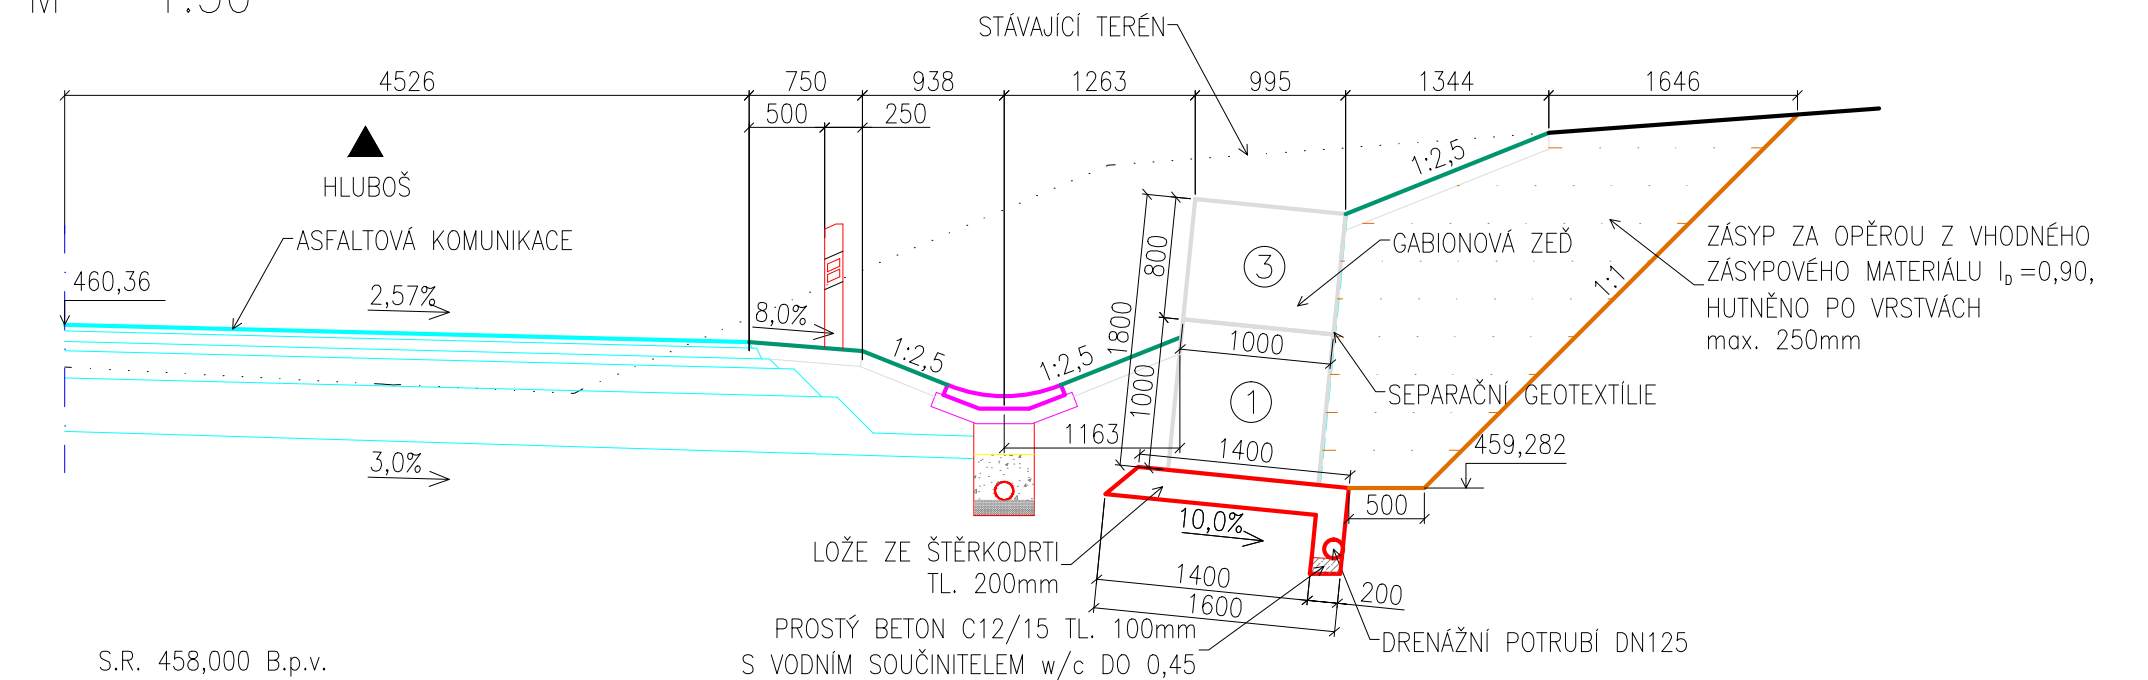 M 1:50
STÁVAJÍCÍ TERÉN
4526
750
938
1263
995
1344
1646
500
250
HLUBOŠ
ASFALTOVÁ KOMUNIKACE
460,36
2,57%
8,0%
1:2,5
1:2,5
1:2,5
1:1
800
1800
1000
3
GABIONOVÁ ZEĎ
1000
1
SEPARAČNÍ GEOTEXTÍLIE
ZÁSYP ZA OPĚROU Z VHODNÉHO
ZÁSYPOVÉHO MATERIÁLU ID=0,90,
HUTNĚNO PO VRSTVÁCH
max. 250mm
1163
1400
459,282
3,0%
500
10,0%
LOŽE ZE ŠTĚRKODRTI
TL. 200mm
1400
1600
200
PROSTÝ BETON C12/15 TL. 100mm
S VODNÍM SOUČINITELEM w/c DO 0,45
DRENÁŽNÍ POTRUBÍ DN125
S.R. 458,000 B.p.v.